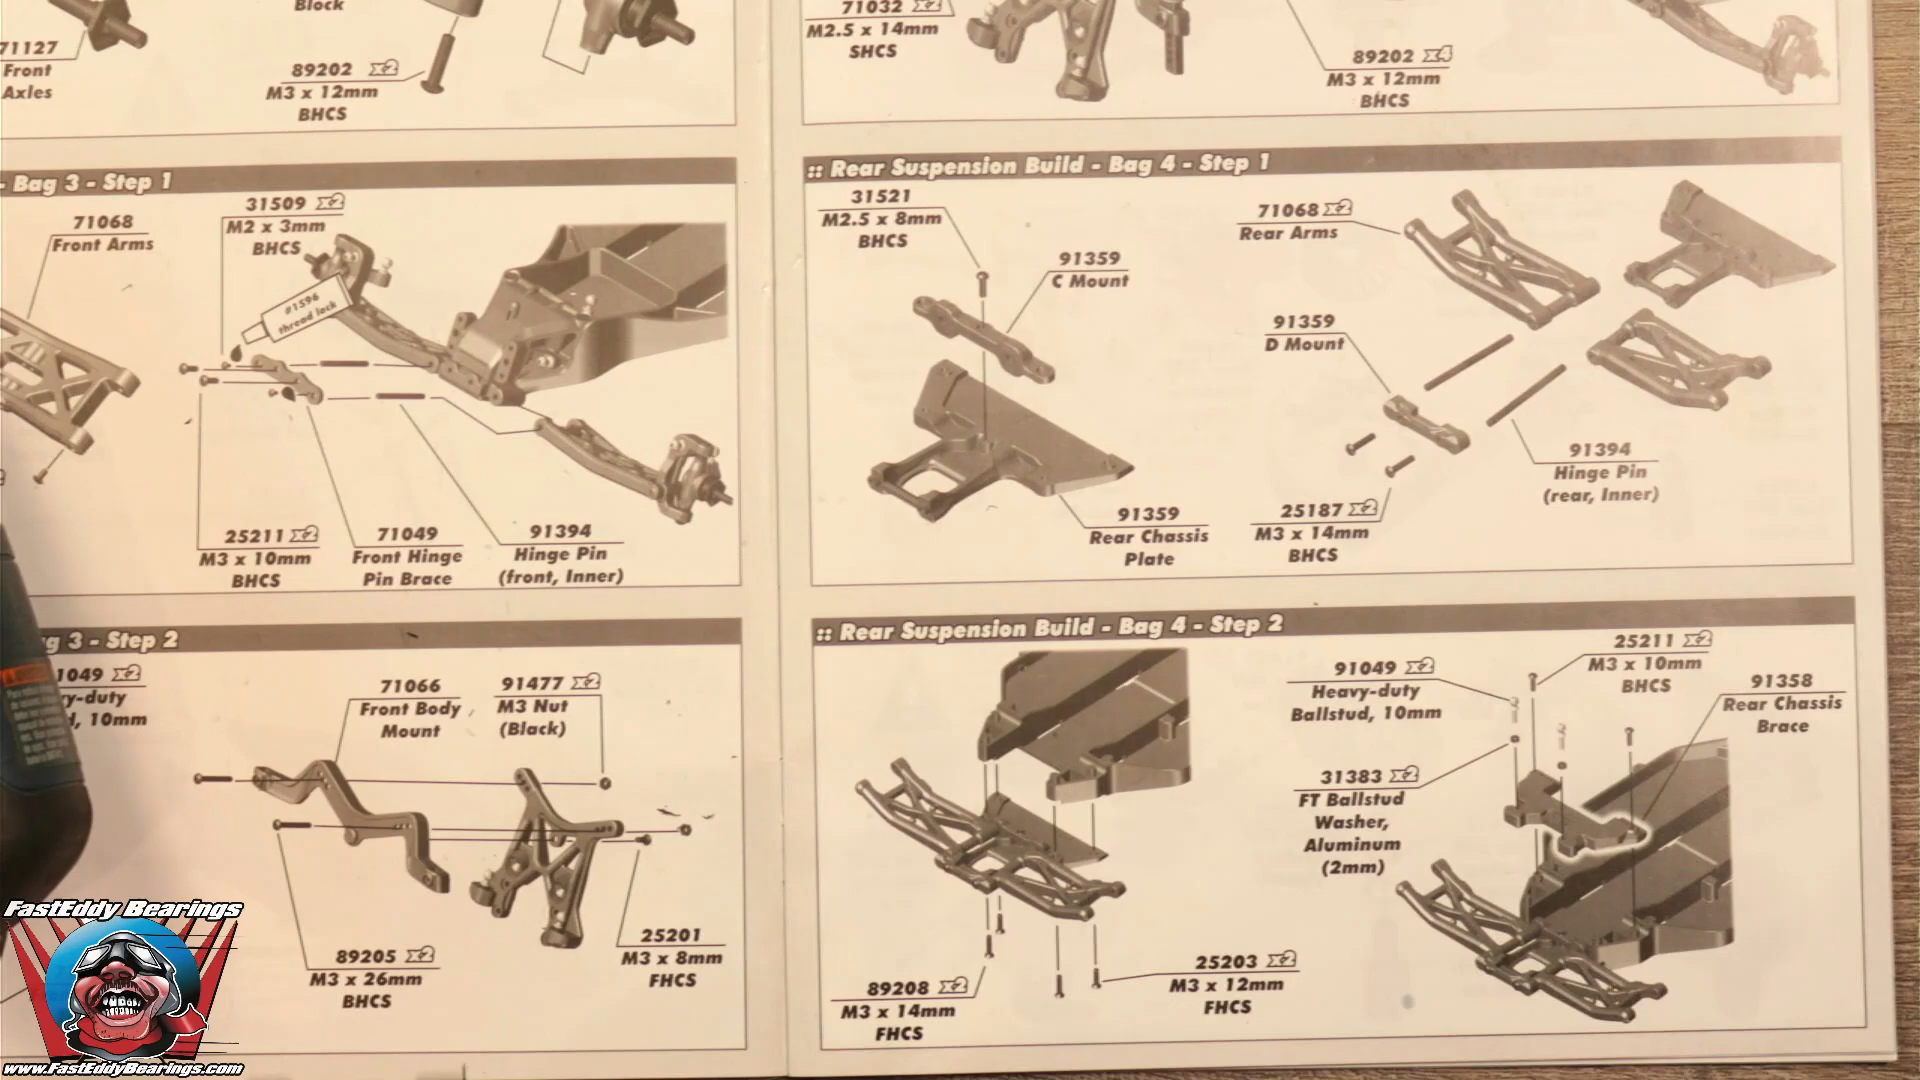 Block
71127
Front
Axles
89202 x2
M3 x 12mm
BHCS
71032 x2
M2.5 x 14mm
SHCS
89202 x4
M3 x 12mm
BHCS
- Bag 3 - Step 1
71068
Front Arms
31509 x2
M2 x 3mm
BHCS
#1596
thread lock
25211 x2
M3 x 10mm
BHCS
71049
Front Hinge
Pin Brace
91394
Hinge Pin
(front, Inner)
:: Rear Suspension Build - Bag 4 - Step 1
31521
M2.5 x 8mm
BHCS
91359
C Mount
71068 x2
Rear Arms
91359
D Mount
91359
Rear Chassis
Plate
25187 x2
M3 x 14mm
BHCS
91394
Hinge Pin
(rear, Inner)
g 3 - Step 2
1049 x2
ry-duty
d, 10mm
71066
Front Body
Mount
91477 x2
M3 Nut
(Black)
89205 x2
M3 x 26mm
BHCS
25201
M3 x 8mm
FHCS
:: Rear Suspension Build - Bag 4 - Step 2
91049 x2
Heavy-duty
Ballstud, 10mm
25211 x2
M3 x 10mm
BHCS
91358
Rear Chassis
Brace
31383 x2
FT Ballstud
Washer,
Aluminum
(2mm)
89208 x2
M3 x 14mm
FHCS
25203 x2
M3 x 12mm
FHCS
FastEddy Bearings
www.FastEddyBearings.com